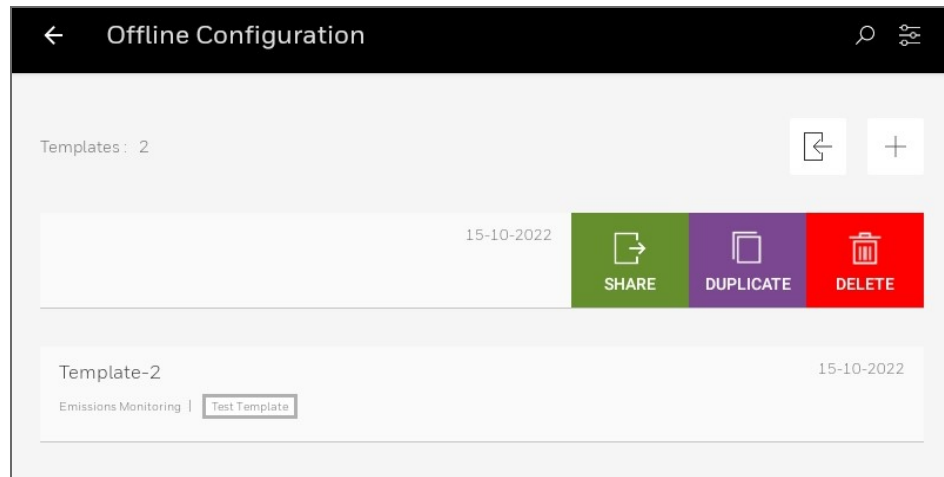 Offline Configuration
Templates : 2
15-10-2022
SHARE
DUPLICATE
DELETE
Template-2
15-10-2022
Emissions Monitoring | Test Template